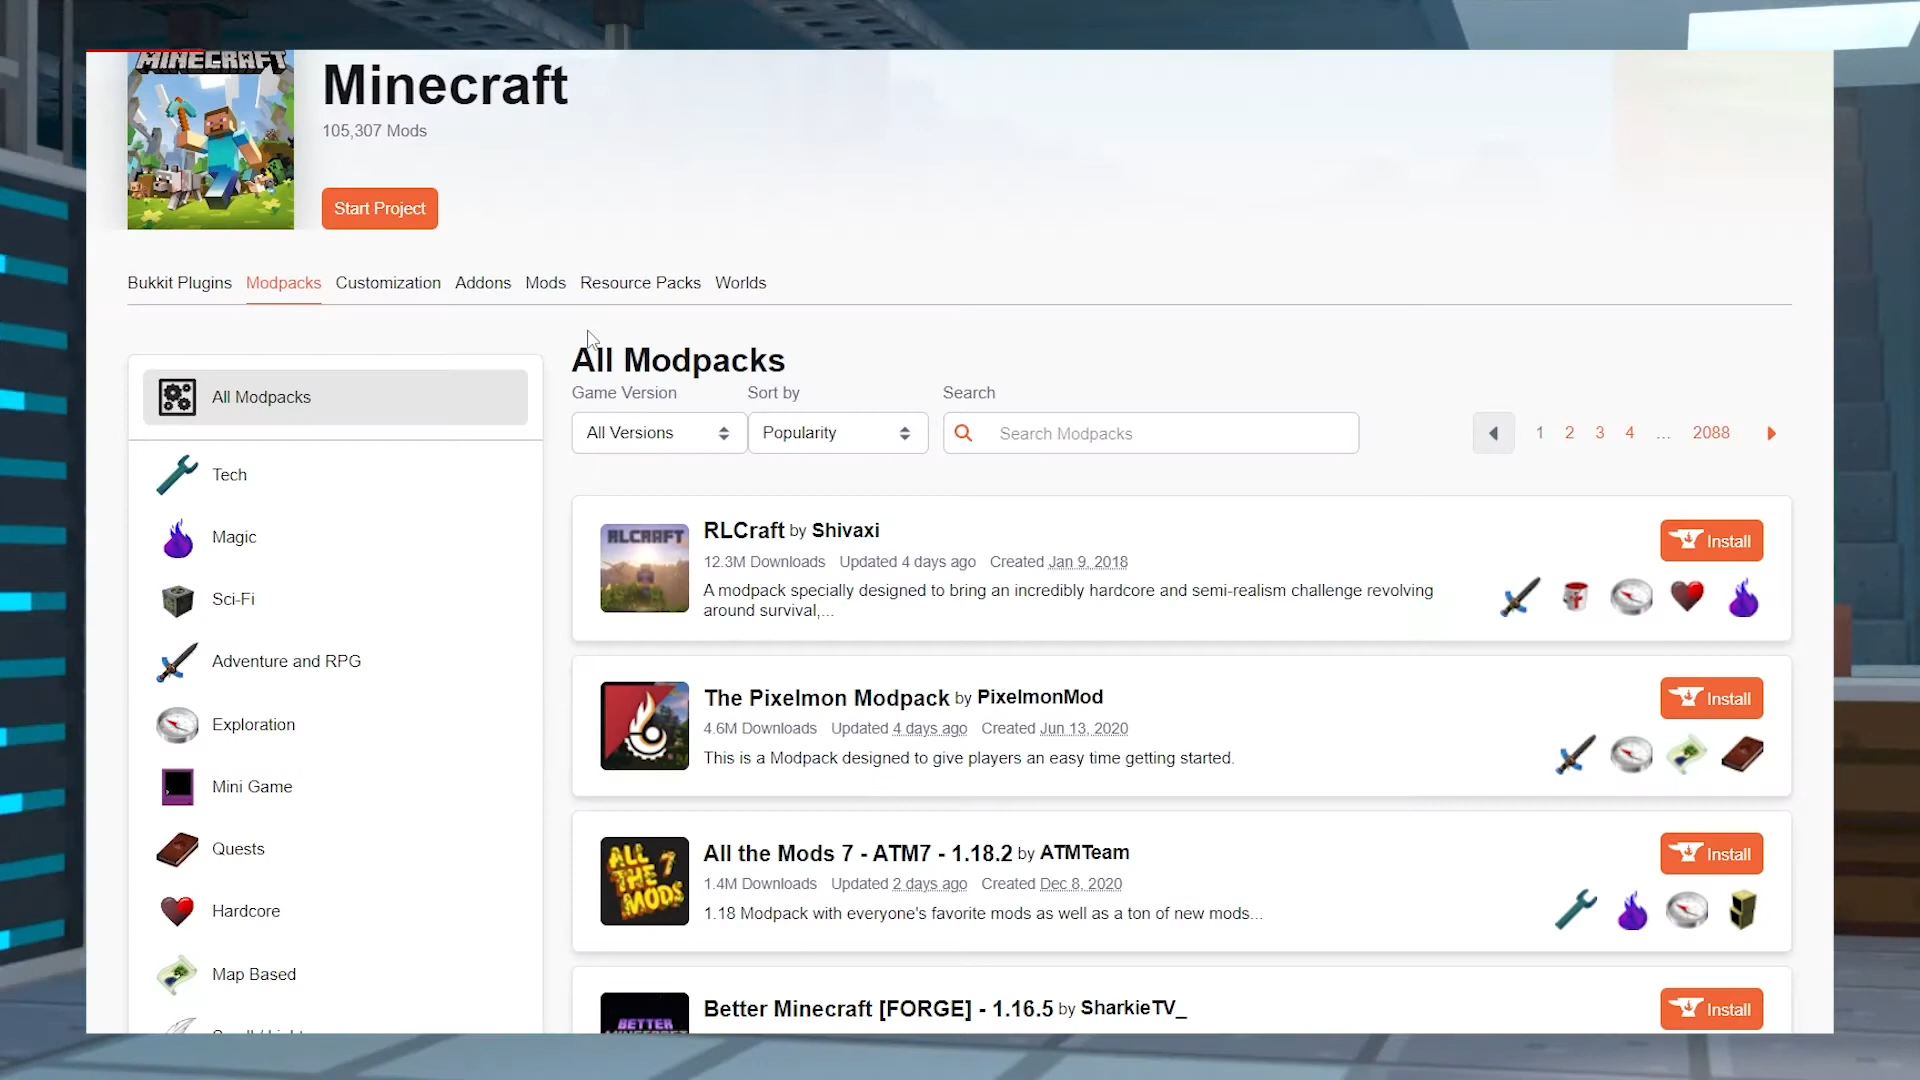 MINECRAFT
Minecraft
105,307 Mods
Start Project
Bukkit Plugins Modpacks Customization Addons Mods Resource Packs Worlds
All Modpacks
Tech
Magic
Sci-Fi
Adventure and RPG
Exploration
Mini Game
Quests
Hardcore
Map Based
All Modpacks
Game Version Sort by Search
All Versions Popularity Search Modpacks 1 2 3 4 ... 2088
RLCRAFT
RLCraft by Shivaxi
12.3M Downloads Updated 4 days ago Created Jan 9, 2018
A modpack specially designed to bring an incredibly hardcore and semi-realism challenge revolving
around survival,...
Install
The Pixelmon Modpack by PixelmonMod
4.6M Downloads Updated 4 days ago Created Jun 13, 2020
This is a Modpack designed to give players an easy time getting started.
Install
ALL
THE 7
MODS
All the Mods 7 - ATM7 - 1.18.2 by ATMTeam
1.4M Downloads Updated 2 days ago Created Dec 8, 2020
1.18 Modpack with everyone's favorite mods as well as a ton of new mods...
Install
BETTER
Better Minecraft [FORGE] - 1.16.5 by SharkieTV_
Install